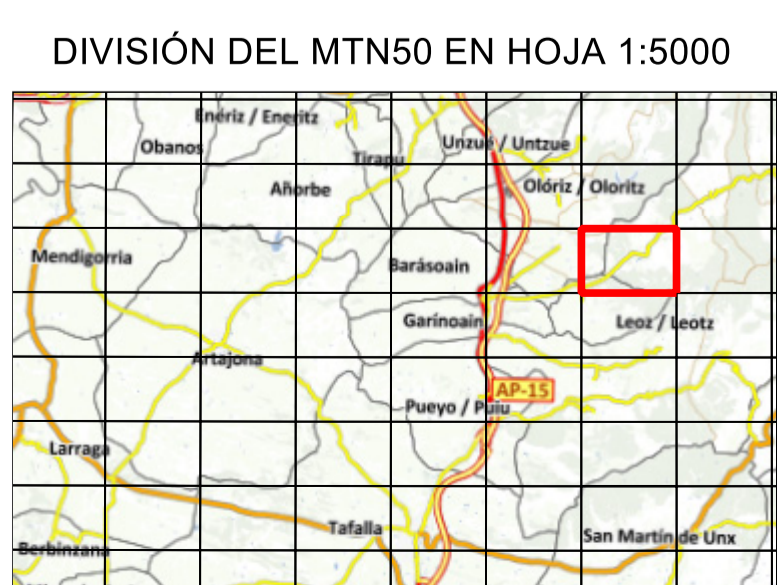 DIVISIÓN DEL MTN50 EN HOJA 1:5000
Enériz / Eneritz
Obanos
Unzué / Untzue
Tirapu
Añorbe
Olóriz / Oloritz
Mendigorria
Barásoain
Garínoain
Leoz / Leotz
Artajona
AP-15
Pueyo / Puiu
Larraga
Tafalla
San Martín de Unx
Berbinzana